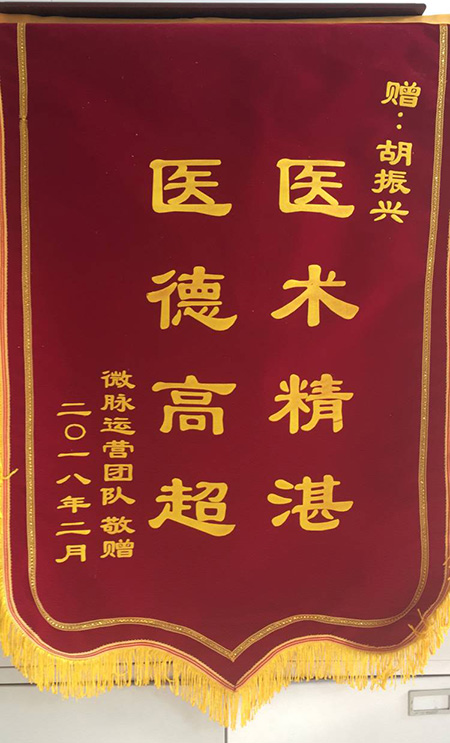 赠：胡振兴
医术精湛
医德高超
微脉运营团队 敬赠
二〇一八年二月